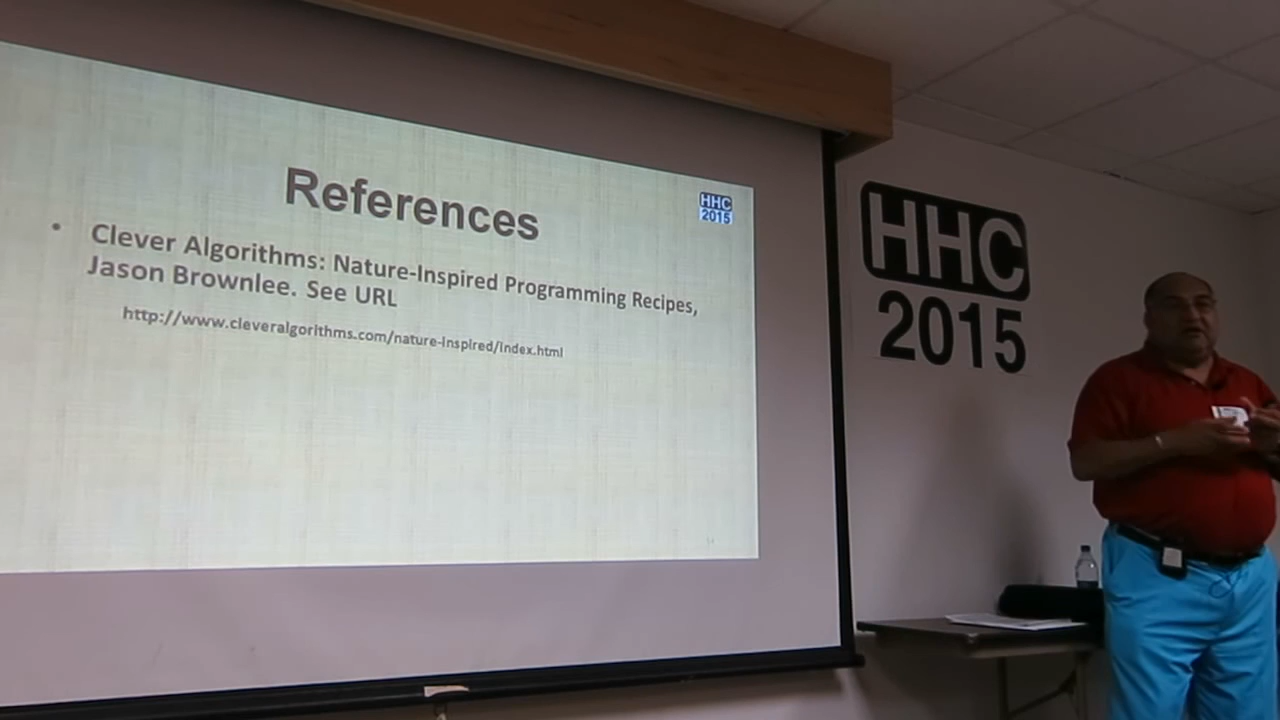 References
HHC
2015
• Clever Algorithms: Nature-Inspired Programming Recipes,
Jason Brownlee. See URL
http://www.cleveralgorithms.com/nature-inspired/index.html
HHC
2015